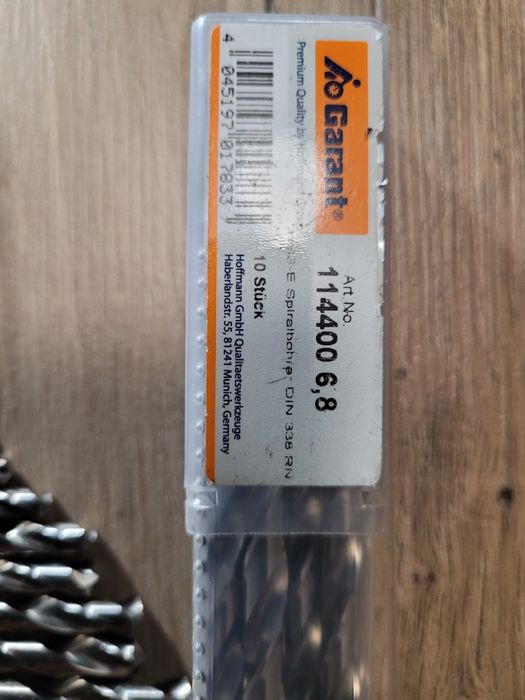 Garant®
Premium Quality by
Art. No.
114400 6,8
-E Spiralbohrer DIN 338 RN
10 Stück
Hoffmann GmbH Qualitaetswerkzeuge
Haberlandstr. 55, 81241 Munich, Germany
4 045197 017833